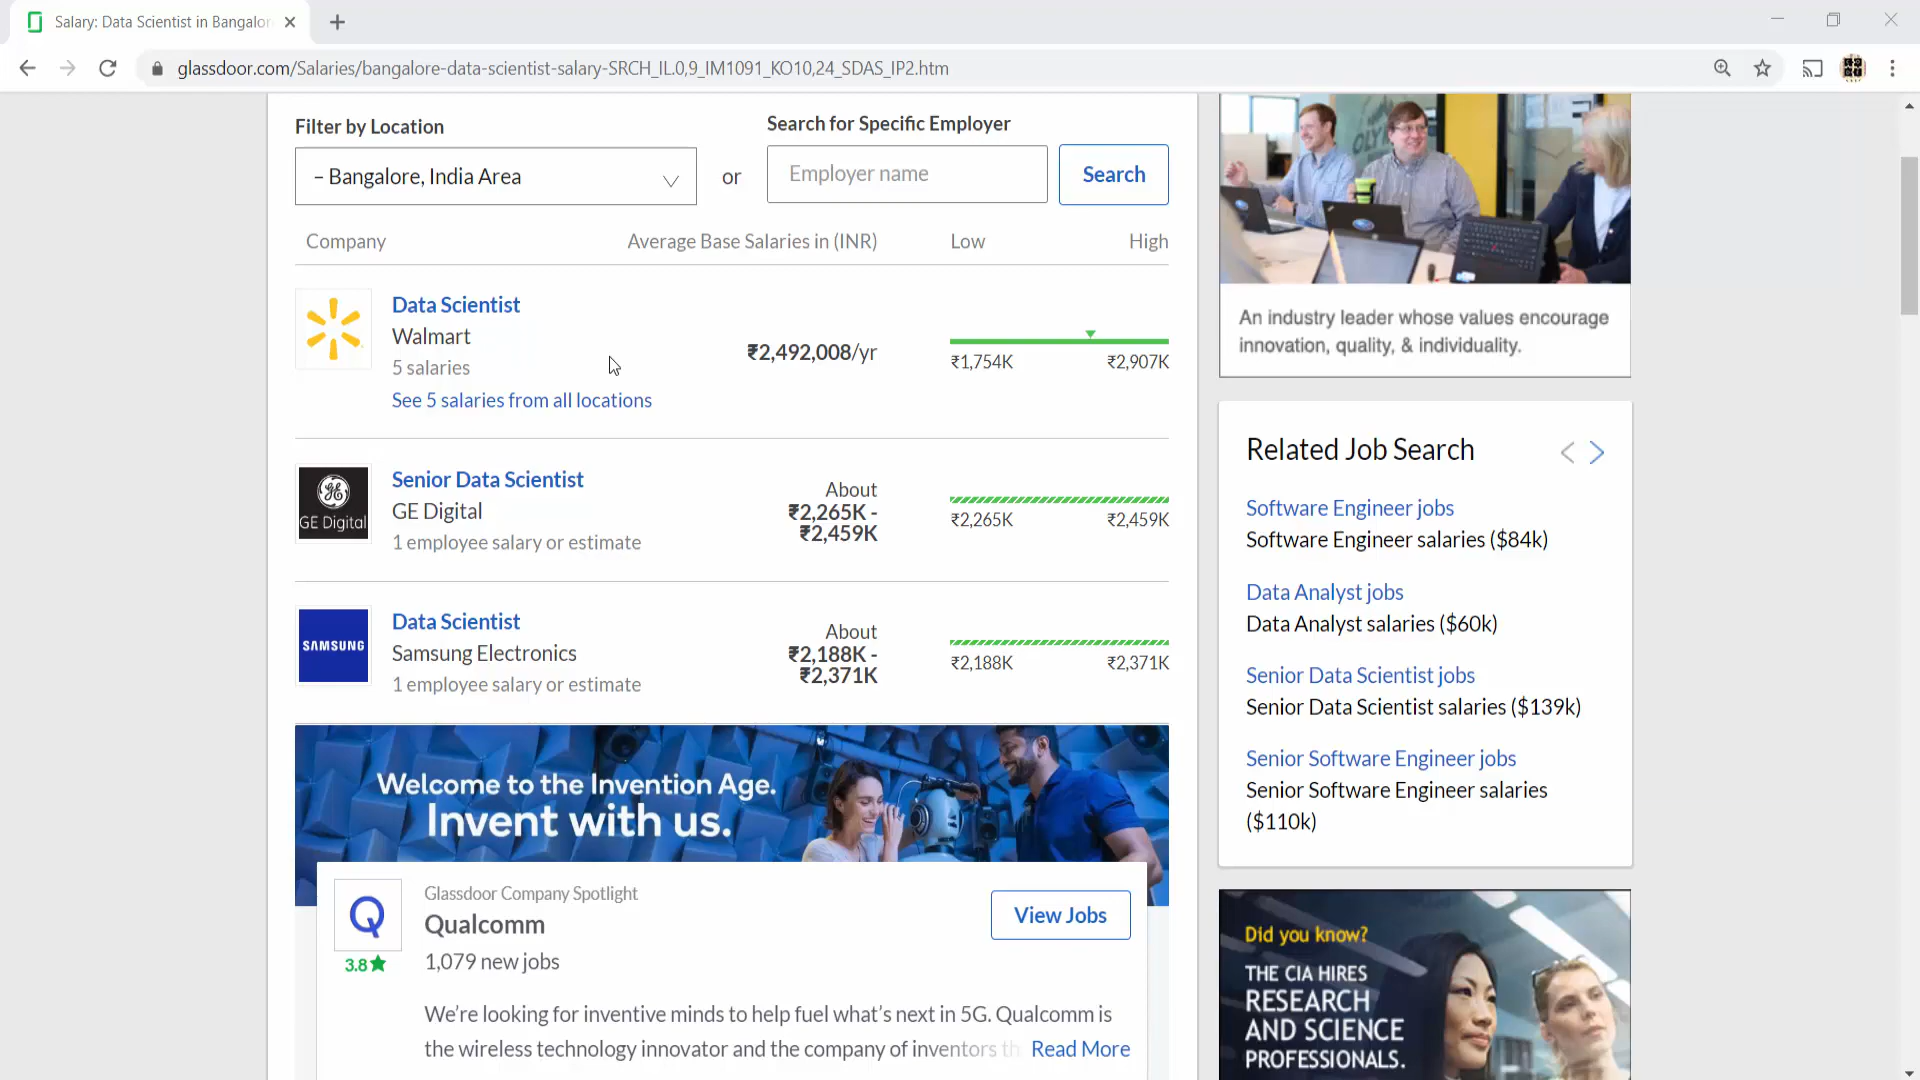 Salary: Data Scientist in Bangalor
glassdoor.com/Salaries/bangalore-data-scientist-salary-SRCH_IL.0,9_IM1091_KO10,24_SDAS_IP2.htm
Filter by Location
Search for Specific Employer
– Bangalore, India Area
or
Employer name
Search
Company
Average Base Salaries in (INR)
Low
High
Data Scientist
Walmart
5 salaries
See 5 salaries from all locations
₹2,492,008/yr
₹1,754K
₹2,907K
GE Digital
Senior Data Scientist
GE Digital
1 employee salary or estimate
About
₹2,265K -
₹2,459K
₹2,265K
₹2,459K
SAMSUNG
Data Scientist
Samsung Electronics
1 employee salary or estimate
About
₹2,188K -
₹2,371K
₹2,188K
₹2,371K
Welcome to the Invention Age.
Invent with us.
Glassdoor Company Spotlight
Qualcomm
1,079 new jobs
3.8★
View Jobs
We're looking for inventive minds to help fuel what's next in 5G. Qualcomm is
the wireless technology innovator and the company of inventors th Read More
An industry leader whose values encourage
innovation, quality, & individuality.
Related Job Search
Software Engineer jobs
Software Engineer salaries ($84k)
Data Analyst jobs
Data Analyst salaries ($60k)
Senior Data Scientist jobs
Senior Data Scientist salaries ($139k)
Senior Software Engineer jobs
Senior Software Engineer salaries
($110k)
Did you know?
THE CIA HIRES
RESEARCH
AND SCIENCE
PROFESSIONALS.